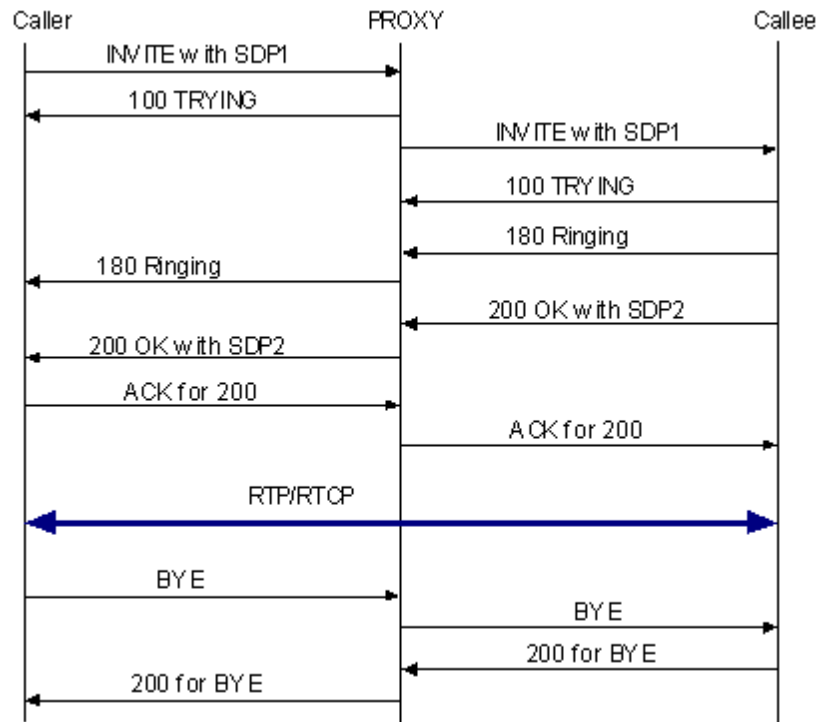 Caller PROXY Callee
INVITE with SDP1
100 TRYING
INVITE with SDP1
100 TRYING
180 Ringing
180 Ringing
200 OK with SDP2
200 OK with SDP2
ACK for 200
ACK for 200
RTP/RTCP
BYE
BYE
200 for BYE
200 for BYE